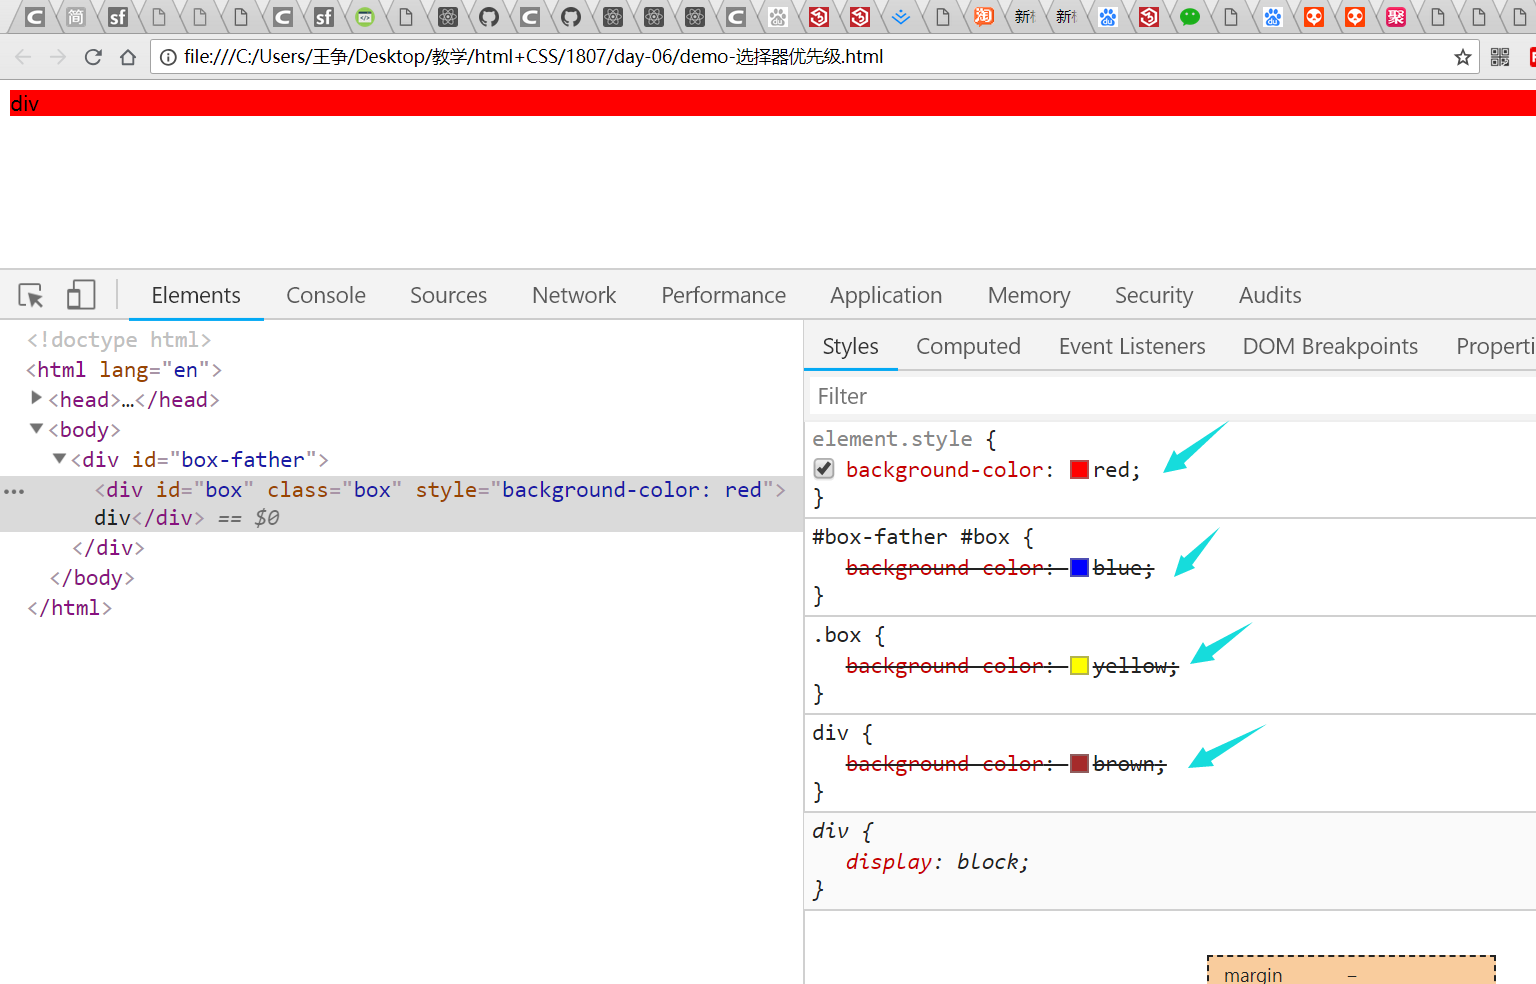 简 sf sf du 淘 新 新 du du 聚
file:///C:/Users/王争/Desktop/教学/html+CSS/1807/day-06/demo-选择器优先级.html
div
Elements Console Sources Network Performance Application Memory Security Audits
<!doctype html>
<html lang="en">
<head>…</head>
<body>
<div id="box-father">
<div id="box" class="box" style="background-color: red">
div</div> == $0
</div>
</body>
</html>
Styles Computed Event Listeners DOM Breakpoints Properti
Filter
element.style {
background-color: red;
}
#box-father #box {
background-color: blue;
}
.box {
background-color: yellow;
}
div {
background-color: brown;
}
div {
display: block;
}
margin –